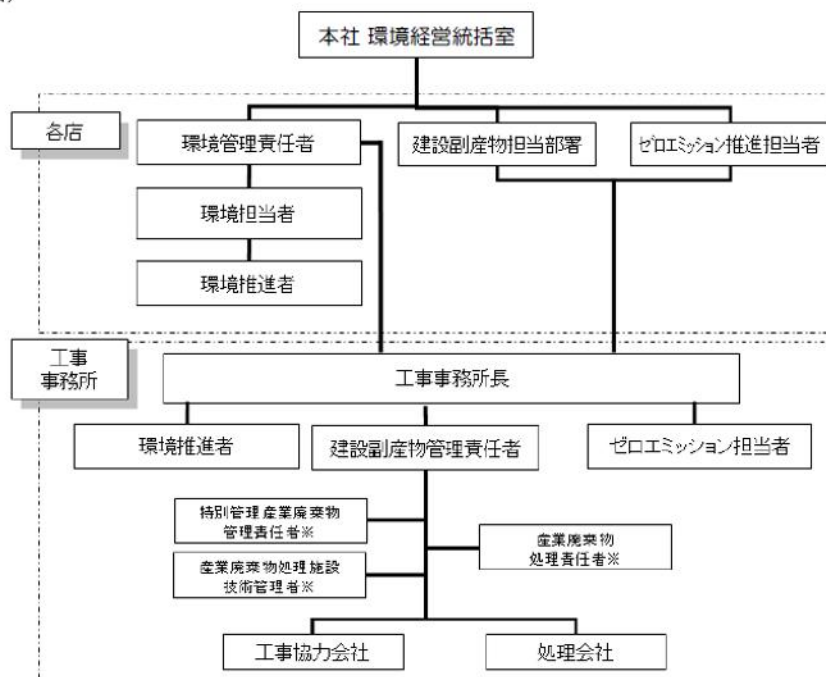 本社 環境経営統括室
各店
環境管理責任者
建設副産物担当部署
ゼロエミッション推進担当者
環境担当者
環境推進者
工事
事務所
工事事務所長
環境推進者
建設副産物管理責任者
ゼロエミッション担当者
特別管理産業廃棄物
管理責任者※
産業廃棄物
処理責任者※
産業廃棄物処理施設
技術管理者※
工事協力会社
処理会社